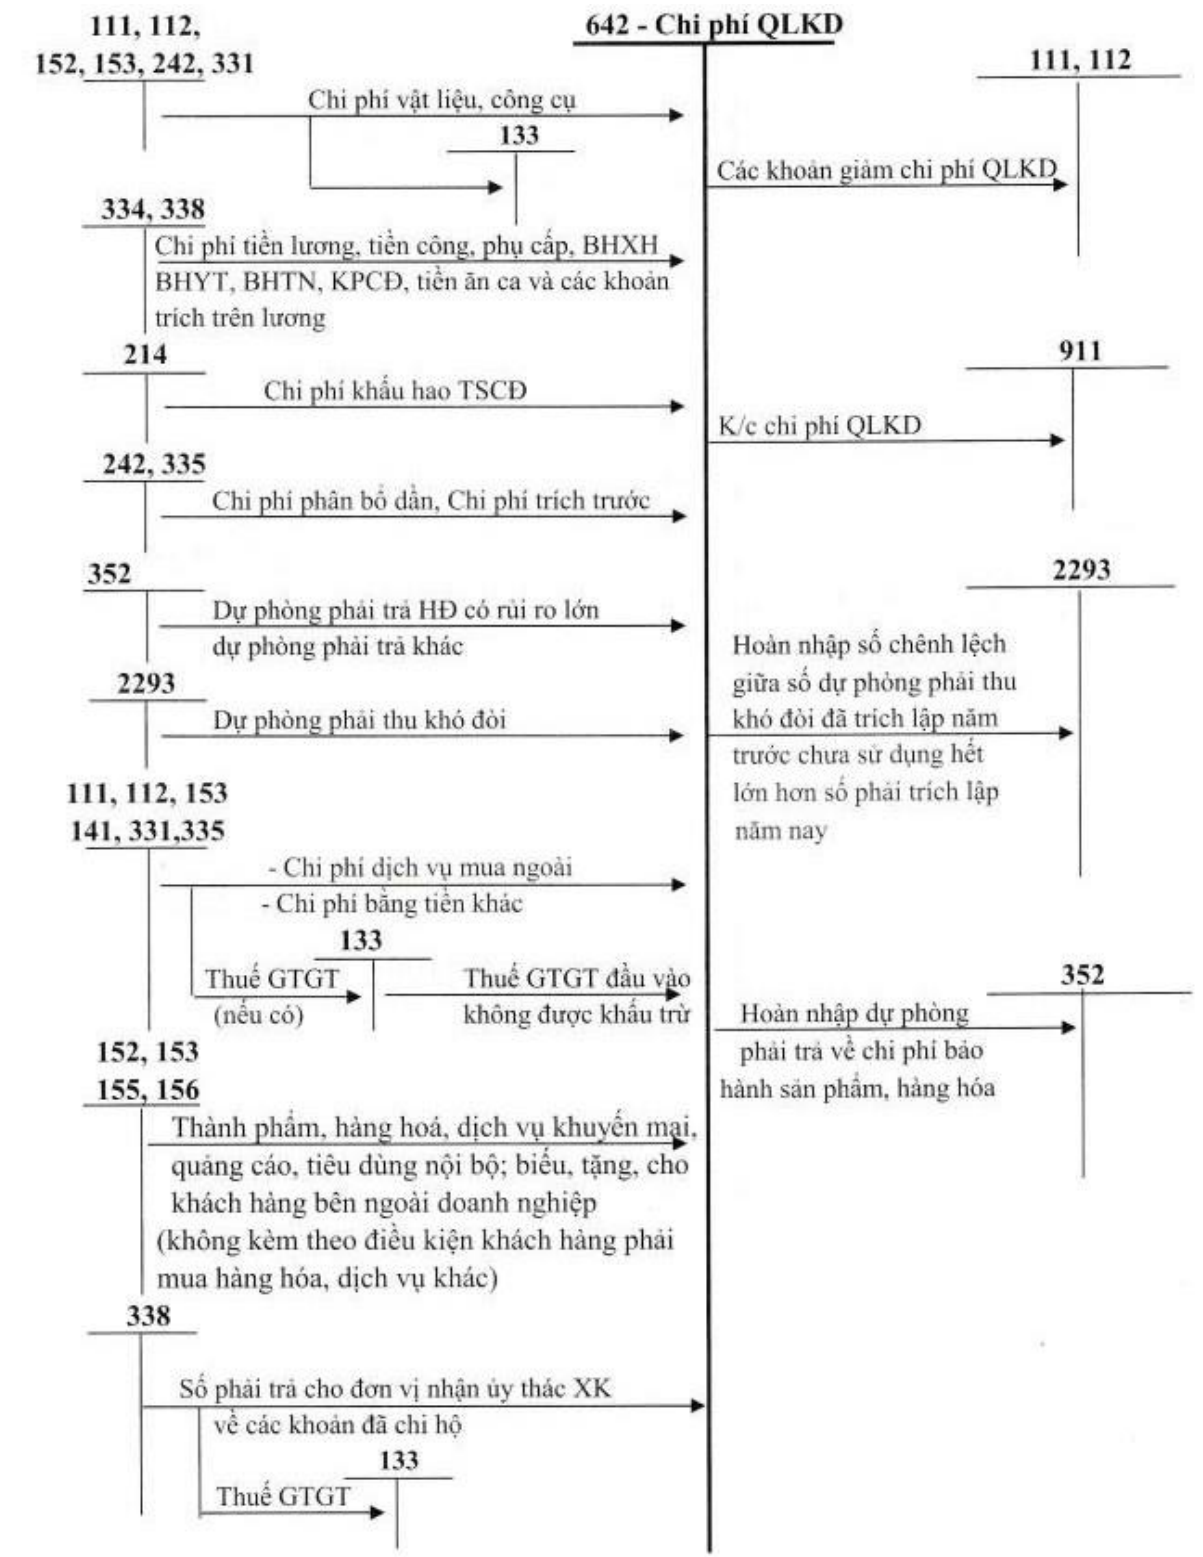 111, 112,
152, 153, 242, 331
642 - Chi phí QLKD
111, 112
Chi phí vật liệu, công cụ
133
Các khoản giảm chi phí QLKD
334, 338
Chi phí tiền lương, tiền công, phụ cấp, BHXH
BHYT, BHTN, KPCĐ, tiền ăn ca và các khoản
trích trên lương
214
Chi phí khấu hao TSCĐ
911
K/c chi phí QLKD
242, 335
Chi phí phân bổ dần, Chi phí trích trước
352
Dự phòng phải trả HĐ có rủi ro lớn
dự phòng phải trả khác
2293
Dự phòng phải thu khó đòi
2293
Hoàn nhập số chênh lệch
giữa số dự phòng phải thu
khó đòi đã trích lập năm
trước chưa sử dụng hết
lớn hơn số phải trích lập
năm nay
111, 112, 153
141, 331,335
- Chi phí dịch vụ mua ngoài
- Chi phí bằng tiền khác
133
Thuế GTGT
(nếu có)
Thuế GTGT đầu vào
không được khấu trừ
352
Hoàn nhập dự phòng
phải trả về chi phí bảo
hành sản phẩm, hàng hóa
152, 153
155, 156
Thành phẩm, hàng hoá, dịch vụ khuyến mại,
quảng cáo, tiêu dùng nội bộ; biếu, tặng, cho
khách hàng bên ngoài doanh nghiệp
(không kèm theo điều kiện khách hàng phải
mua hàng hóa, dịch vụ khác)
338
Số phải trả cho đơn vị nhận ủy thác XK
về các khoản đã chi hộ
133
Thuế GTGT